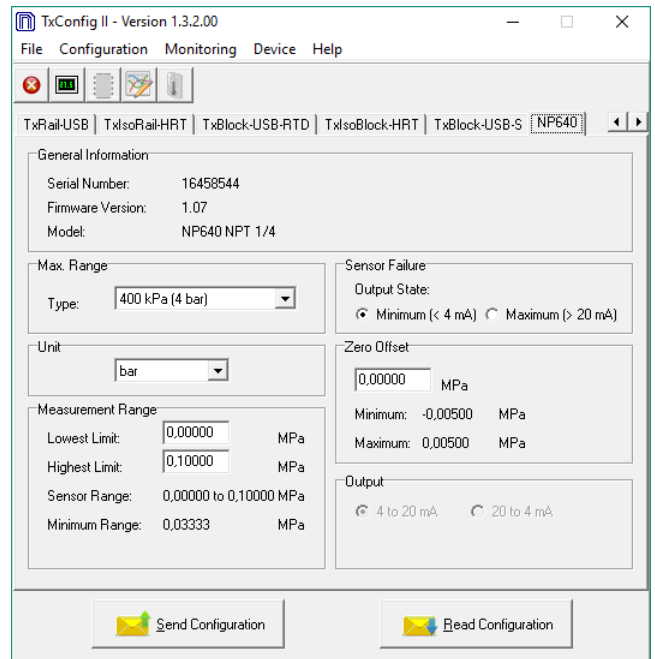 TxConfig II - Version 1.3.2.00
File Configuration Monitoring Device Help
TxRail-USB TxIsoRail-HRT TxBlock-USB-RTD TxIsoBlock-HRT TxBlock-USB-S NP640
General Information
Serial Number: 16458544
Firmware Version: 1.07
Model: NP640 NPT 1/4
Max. Range
Type: 400 kPa (4 bar)
Sensor Failure
Output State:
Minimum (< 4 mA) Maximum (> 20 mA)
Unit
bar
Zero Offset
0,00000 MPa
Minimum: -0,00500 MPa
Maximum: 0,00500 MPa
Measurement Range
Lowest Limit: 0,00000 MPa
Highest Limit: 0,10000 MPa
Sensor Range: 0,00000 to 0,10000 MPa
Minimum Range: 0,03333 MPa
Output
4 to 20 mA 20 to 4 mA
Send Configuration
Read Configuration